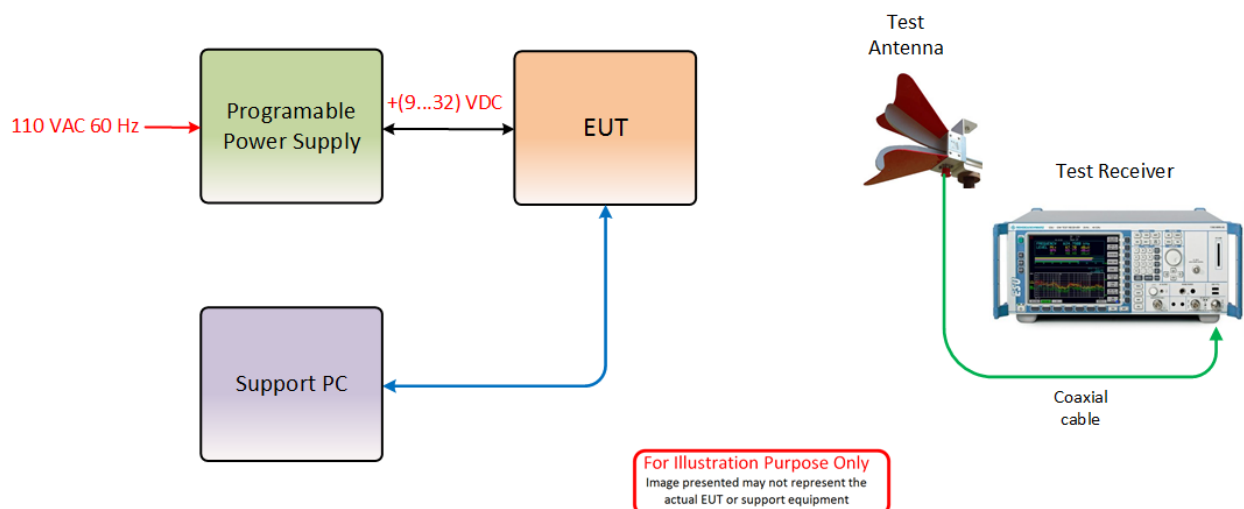 Test
Antenna
Programable
Power Supply
+(9...32) VDC
EUT
110 VAC 60 Hz
Test Receiver
Support PC
Coaxial
cable
For Illustration Purpose Only
Image presented may not represent the
actual EUT or support equipment